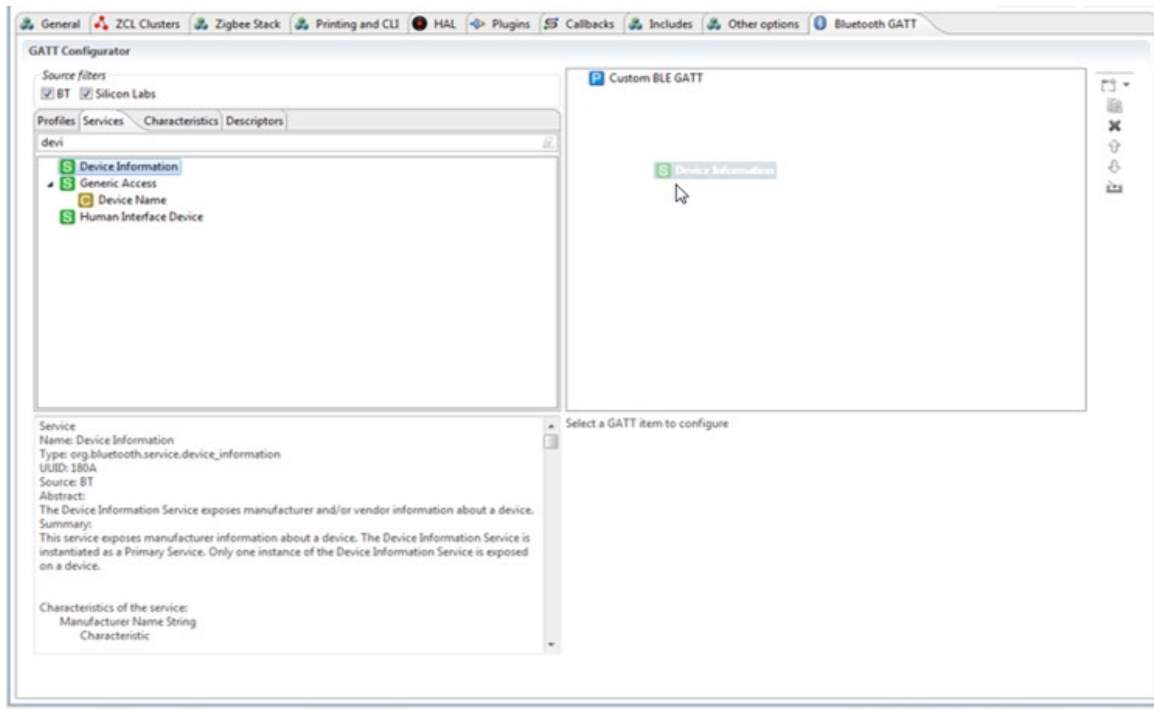 General ZCL Clusters Zigbee Stack Printing and CLI HAL Plugins Callbacks Includes Other options Bluetooth GATT
GATT Configurator
Source filters
BT Silicon Labs
Profiles Services Characteristics Descriptors
devi
S Device Information
S Generic Access
C Device Name
S Human Interface Device
P Custom BLE GATT
S Device Information
Service
Name: Device Information
Type: org.bluetooth.service.device_information
UUID: 180A
Source: BT
Abstract:
The Device Information Service exposes manufacturer and/or vendor information about a device.
Summary:
This service exposes manufacturer information about a device. The Device Information Service is
instantiated as a Primary Service. Only one instance of the Device Information Service is exposed
on a device.
Characteristics of the service:
Manufacturer Name String
Characteristic
Select a GATT item to configure